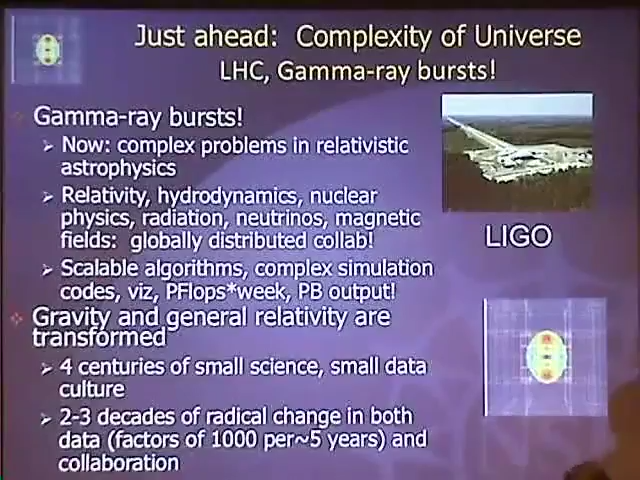 Just ahead: Complexity of Universe
LHC, Gamma-ray bursts!
Gamma-ray bursts!
Now: complex problems in relativistic
astrophysics
Relativity, hydrodynamics, nuclear
physics, radiation, neutrinos, magnetic
fields: globally distributed collab!
Scalable algorithms, complex simulation
codes, viz, PFlops*week, PB output!
LIGO
Gravity and general relativity are
transformed
4 centuries of small science, small data
culture
2-3 decades of radical change in both
data (factors of 1000 per~5 years) and
collaboration